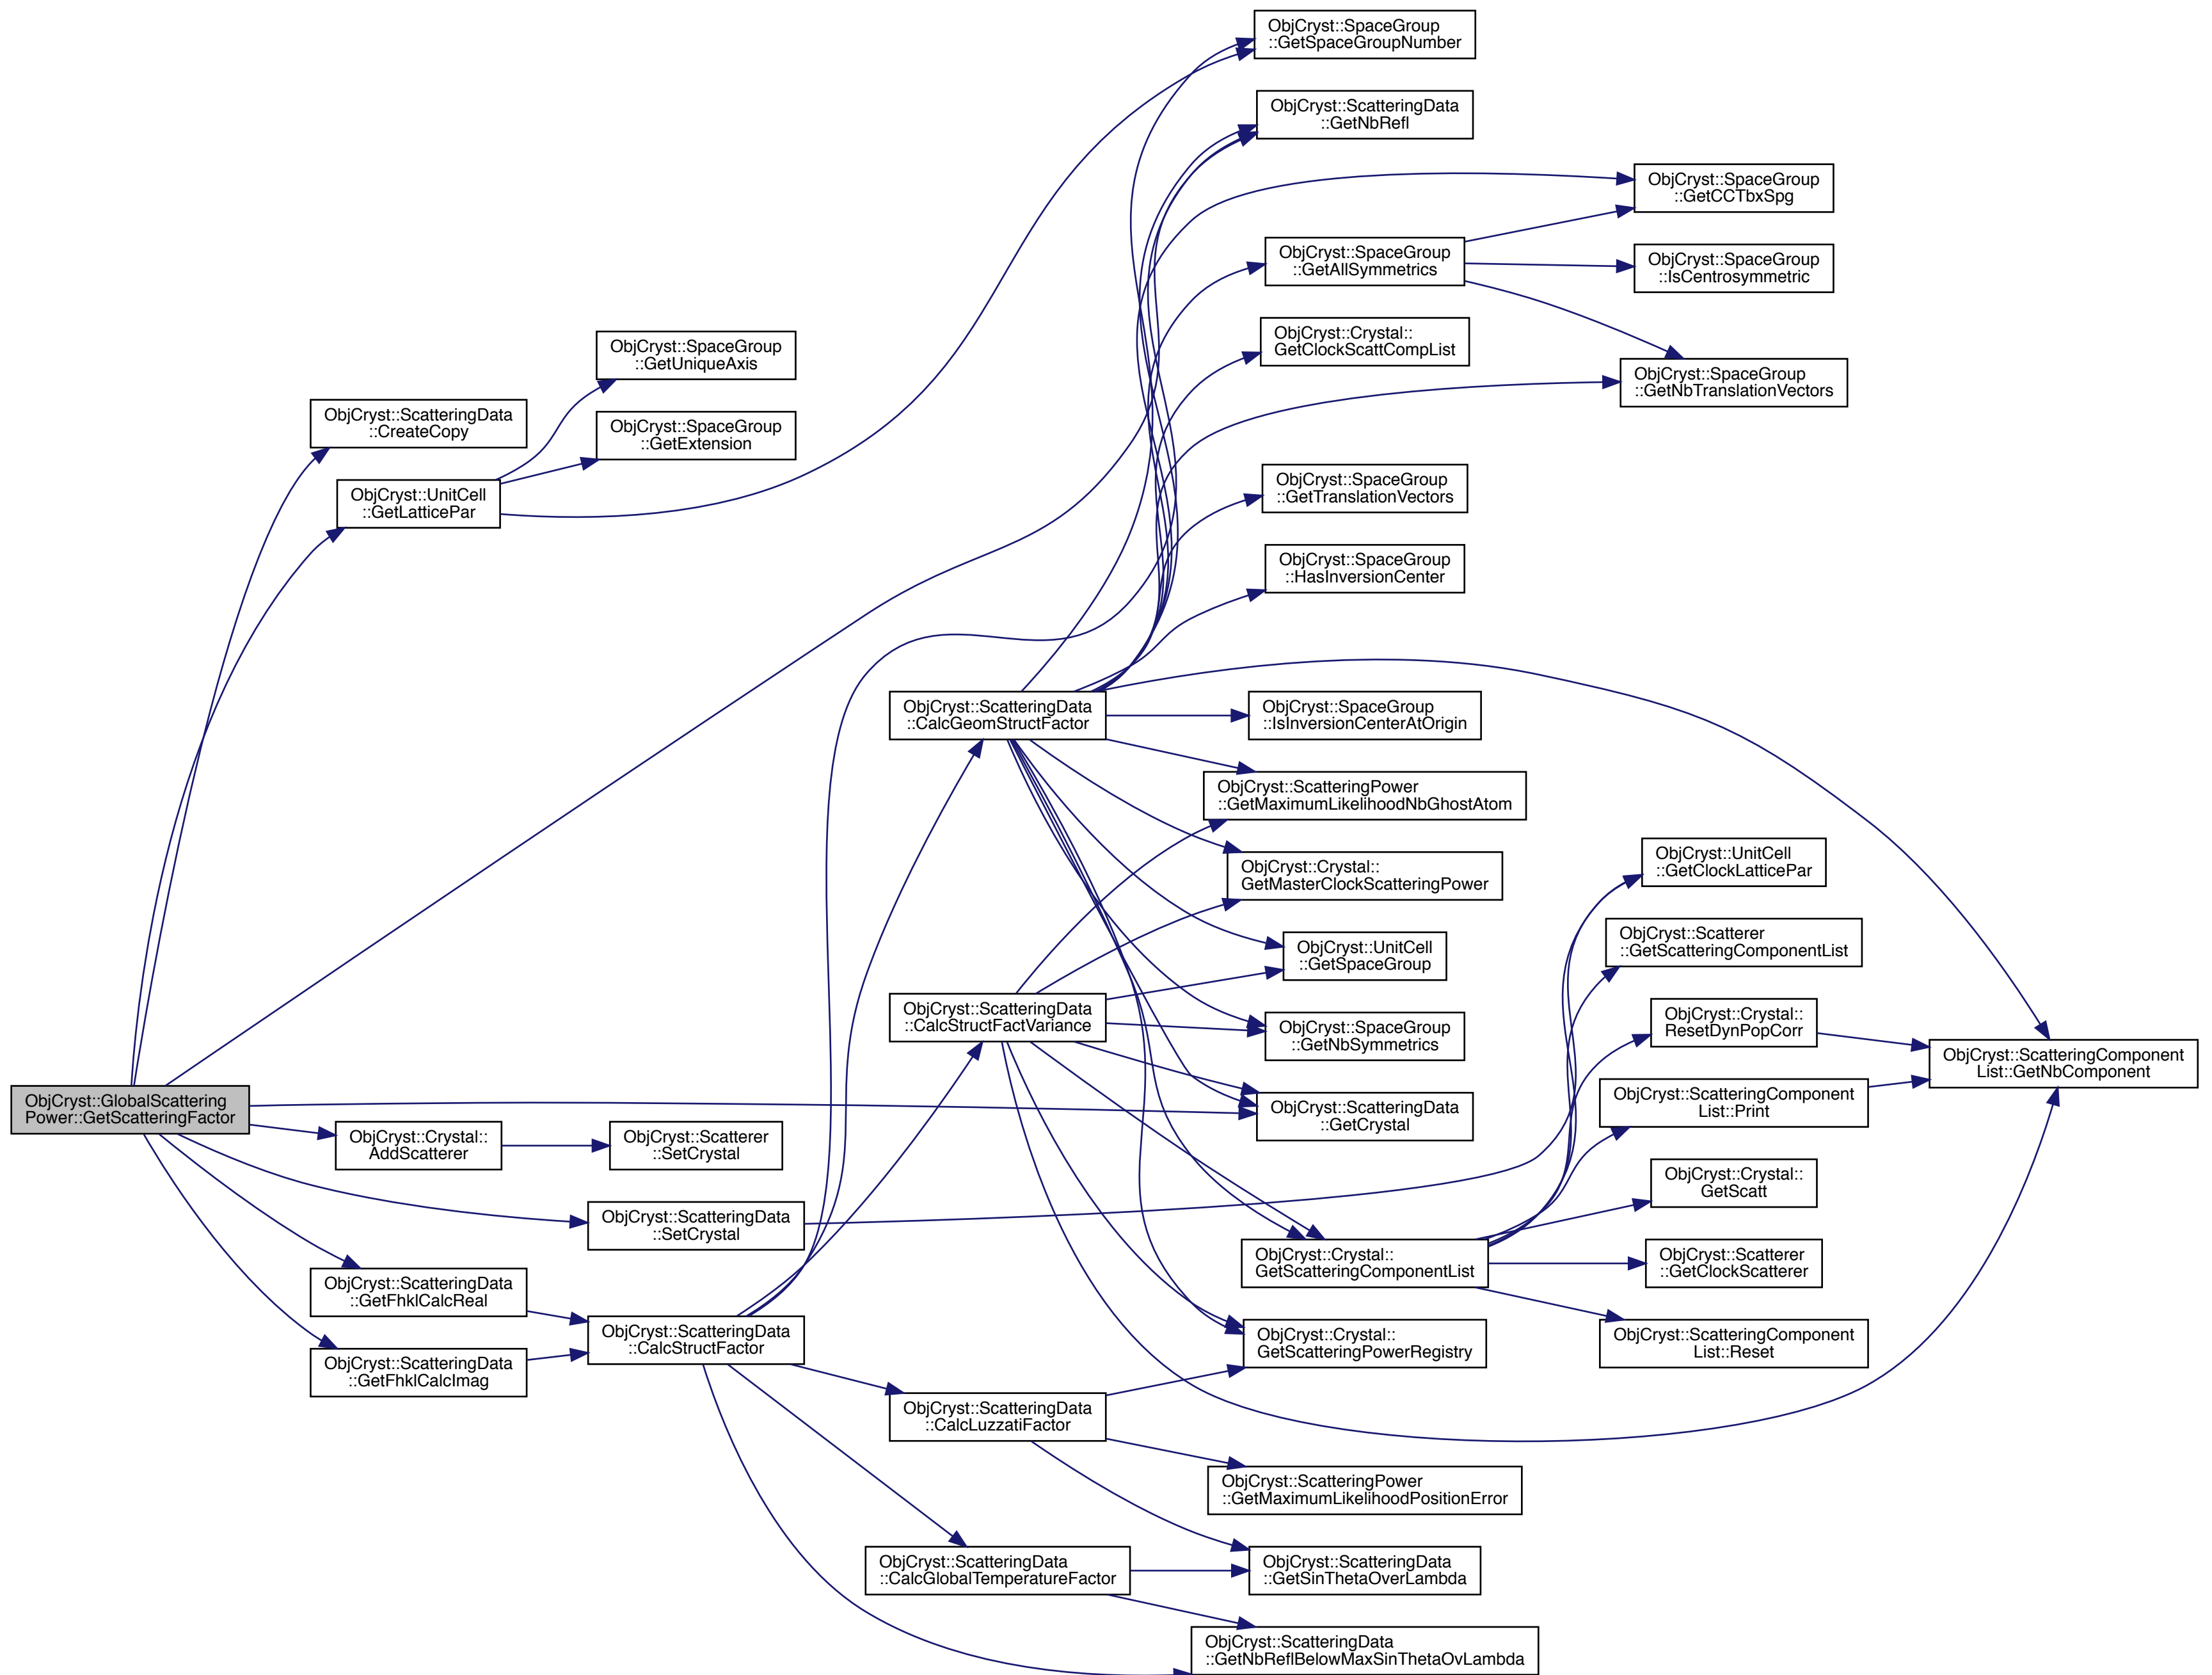 ObjCryst::SpaceGroup
::GetSpaceGroupNumber
ObjCryst::ScatteringData
::GetNbRefl
ObjCryst::SpaceGroup
::GetCCTbxSpg
ObjCryst::SpaceGroup
::GetAllSymmetrics
ObjCryst::SpaceGroup
::IsCentrosymmetric
ObjCryst::Crystal::
GetClockScattCompList
ObjCryst::SpaceGroup
::GetUniqueAxis
ObjCryst::SpaceGroup
::GetNbTranslationVectors
ObjCryst::ScatteringData
::CreateCopy
ObjCryst::SpaceGroup
::GetExtension
ObjCryst::UnitCell
::GetLatticePar
ObjCryst::SpaceGroup
::GetTranslationVectors
ObjCryst::SpaceGroup
::HasInversionCenter
ObjCryst::ScatteringData
::CalcGeomStructFactor
ObjCryst::SpaceGroup
::IsInversionCenterAtOrigin
ObjCryst::ScatteringPower
::GetMaximumLikelihoodNbGhostAtom
ObjCryst::Crystal::
GetMasterClockScatteringPower
ObjCryst::UnitCell
::GetClockLatticePar
ObjCryst::UnitCell
::GetSpaceGroup
ObjCryst::Scatterer
::GetScatteringComponentList
ObjCryst::ScatteringData
::CalcStructFactVariance
ObjCryst::SpaceGroup
::GetNbSymmetrics
ObjCryst::Crystal::
ResetDynPopCorr
ObjCryst::ScatteringComponent
List::GetNbComponent
ObjCryst::GlobalScattering
Power::GetScatteringFactor
ObjCryst::ScatteringData
::GetCrystal
ObjCryst::ScatteringComponent
List::Print
ObjCryst::Crystal::
AddScatterer
ObjCryst::Scatterer
::SetCrystal
ObjCryst::Crystal::
GetScatt
ObjCryst::ScatteringData
::SetCrystal
ObjCryst::Crystal::
GetScatteringComponentList
ObjCryst::Scatterer
::GetClockScatterer
ObjCryst::ScatteringData
::GetFhklCalcReal
ObjCryst::ScatteringData
::CalcStructFactor
ObjCryst::Crystal::
GetScatteringPowerRegistry
ObjCryst::ScatteringComponent
List::Reset
ObjCryst::ScatteringData
::GetFhklCalcImag
ObjCryst::ScatteringData
::CalcLuzzatiFactor
ObjCryst::ScatteringPower
::GetMaximumLikelihoodPositionError
ObjCryst::ScatteringData
::CalcGlobalTemperatureFactor
ObjCryst::ScatteringData
::GetSinThetaOverLambda
ObjCryst::ScatteringData
::GetNbReflBelowMaxSinThetaOvLambda